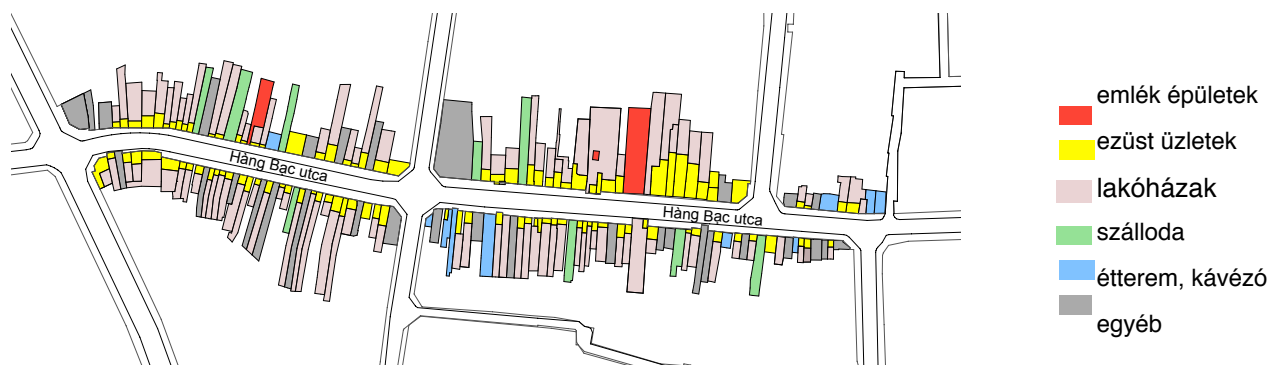 Hàng Bạc utca
Hàng Bạc utca
emlék épületek
ezüst üzletek
lakóházak
szálloda
étterem, kávézó
egyéb